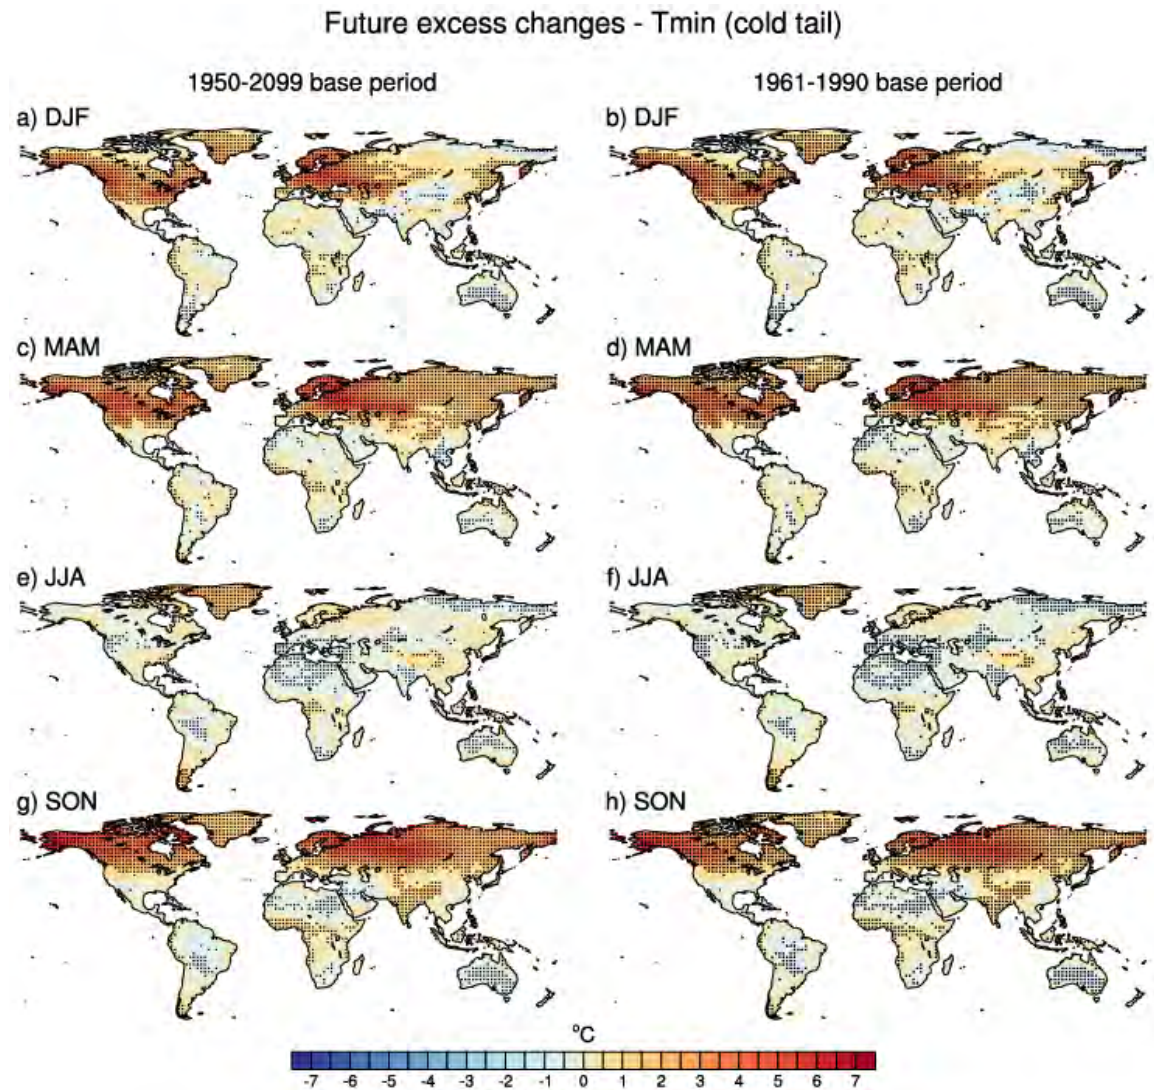 Future excess changes - Tmin (cold tail)
1950-2099 base period
1961-1990 base period
a) DJF
b) DJF
c) MAM
d) MAM
e) JJA
f) JJA
g) SON
h) SON
°C
-7 -6 -5 -4 -3 -2 -1 0 1 2 3 4 5 6 7